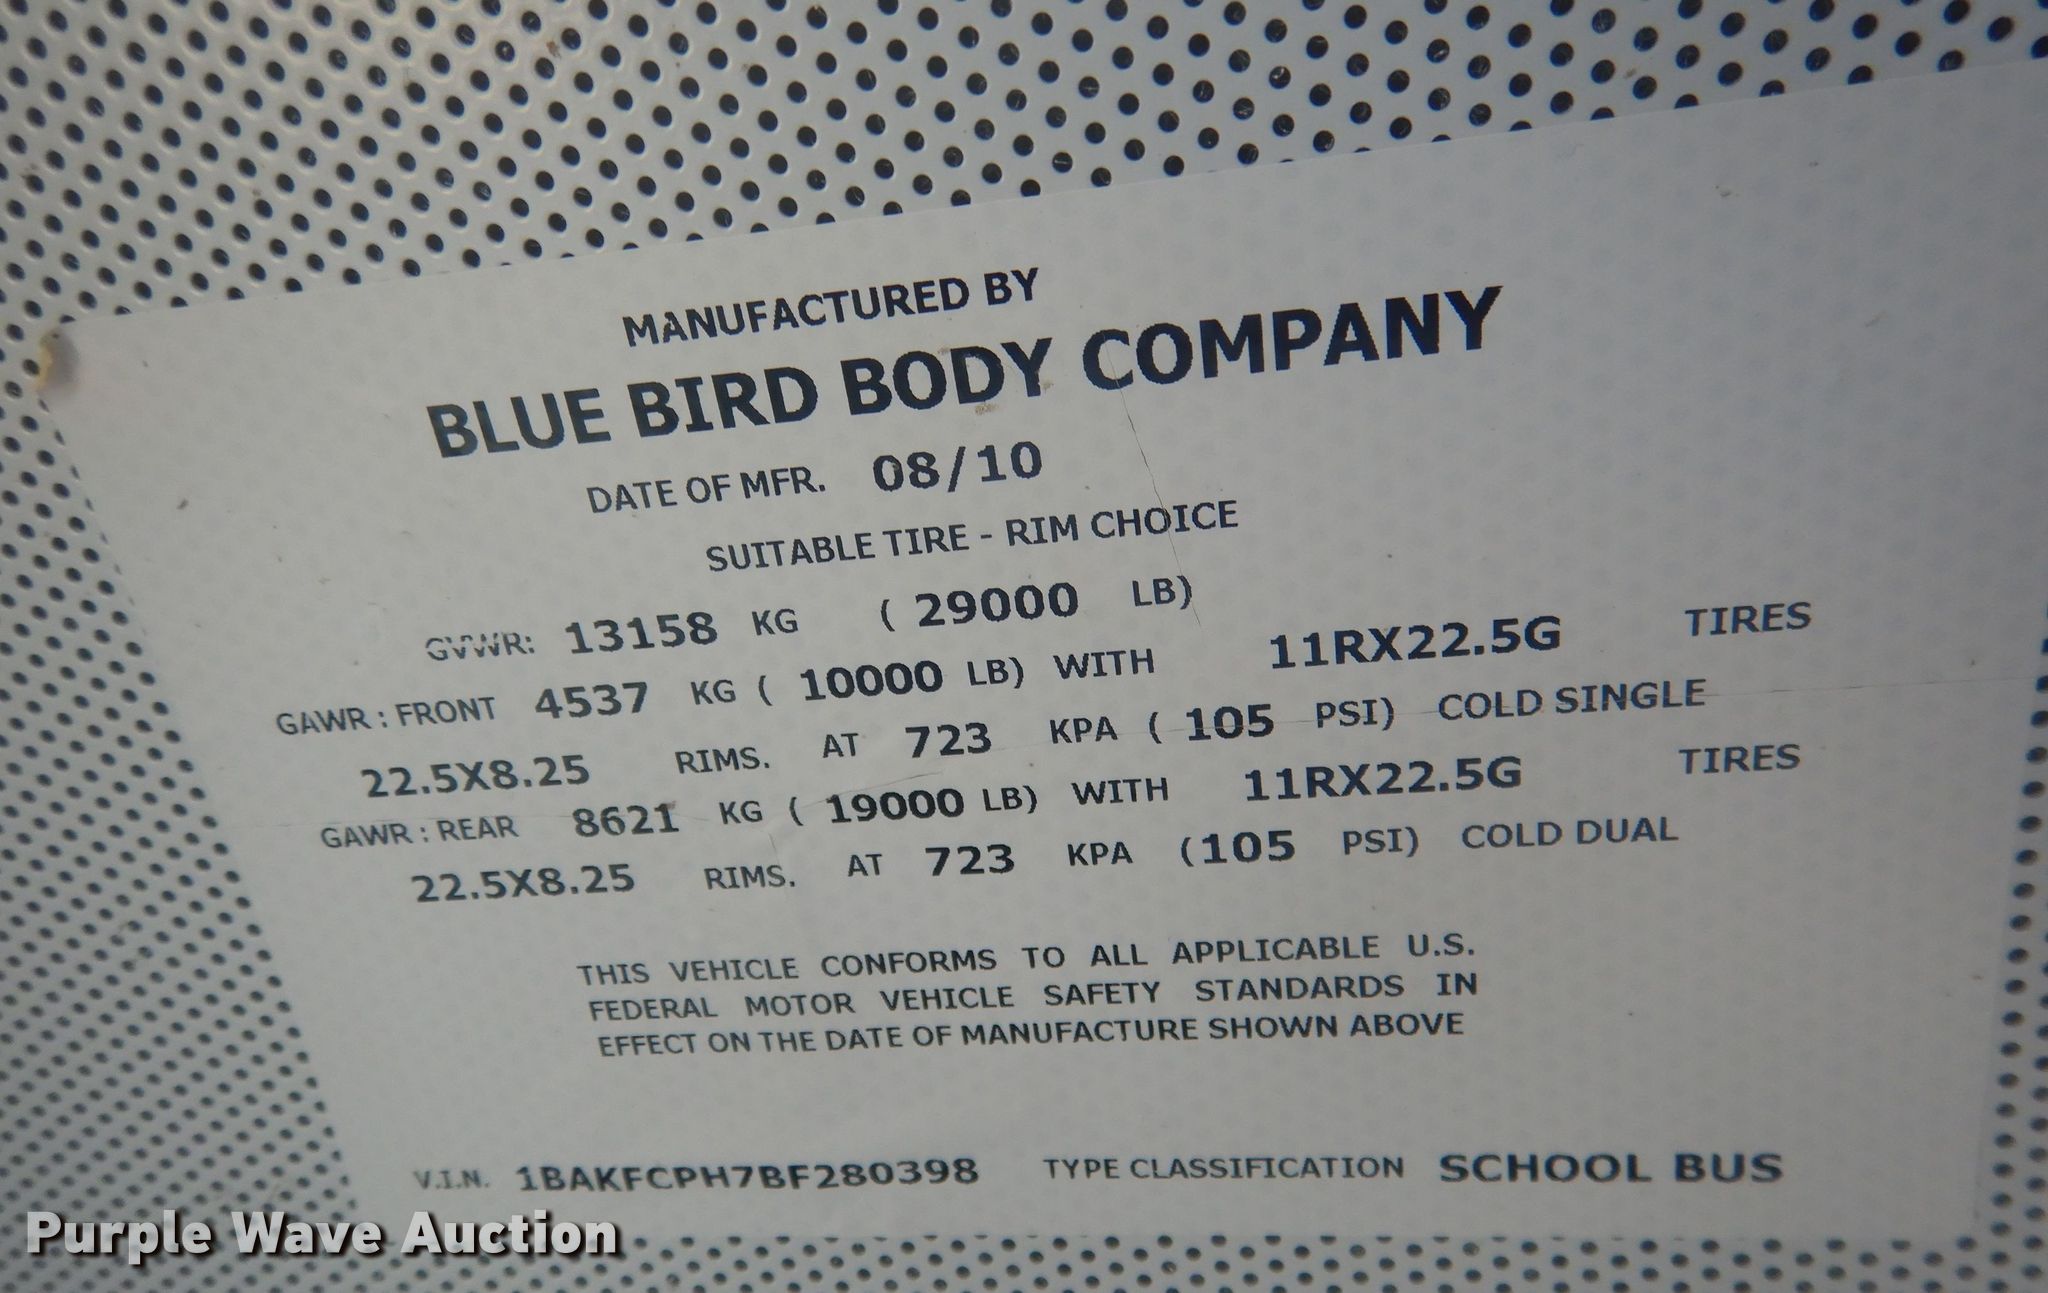 MANUFACTURED BY
BLUE BIRD BODY COMPANY
DATE OF MFR. 08/10
SUITABLE TIRE - RIM CHOICE
GVWR: 13158 KG ( 29000 LB)
GAWR : FRONT 4537 KG ( 10000 LB) WITH 11RX22.5G TIRES
22.5X8.25 RIMS. AT 723 KPA ( 105 PSI) COLD SINGLE
GAWR : REAR 8621 KG ( 19000 LB) WITH 11RX22.5G TIRES
22.5X8.25 RIMS. AT 723 KPA (105 PSI) COLD DUAL
THIS VEHICLE CONFORMS TO ALL APPLICABLE U.S.
FEDERAL MOTOR VEHICLE SAFETY STANDARDS IN
EFFECT ON THE DATE OF MANUFACTURE SHOWN ABOVE
V.I.N. 1BAKFCPH7BF280398 TYPE CLASSIFICATION SCHOOL BUS
Purple Wave Auction